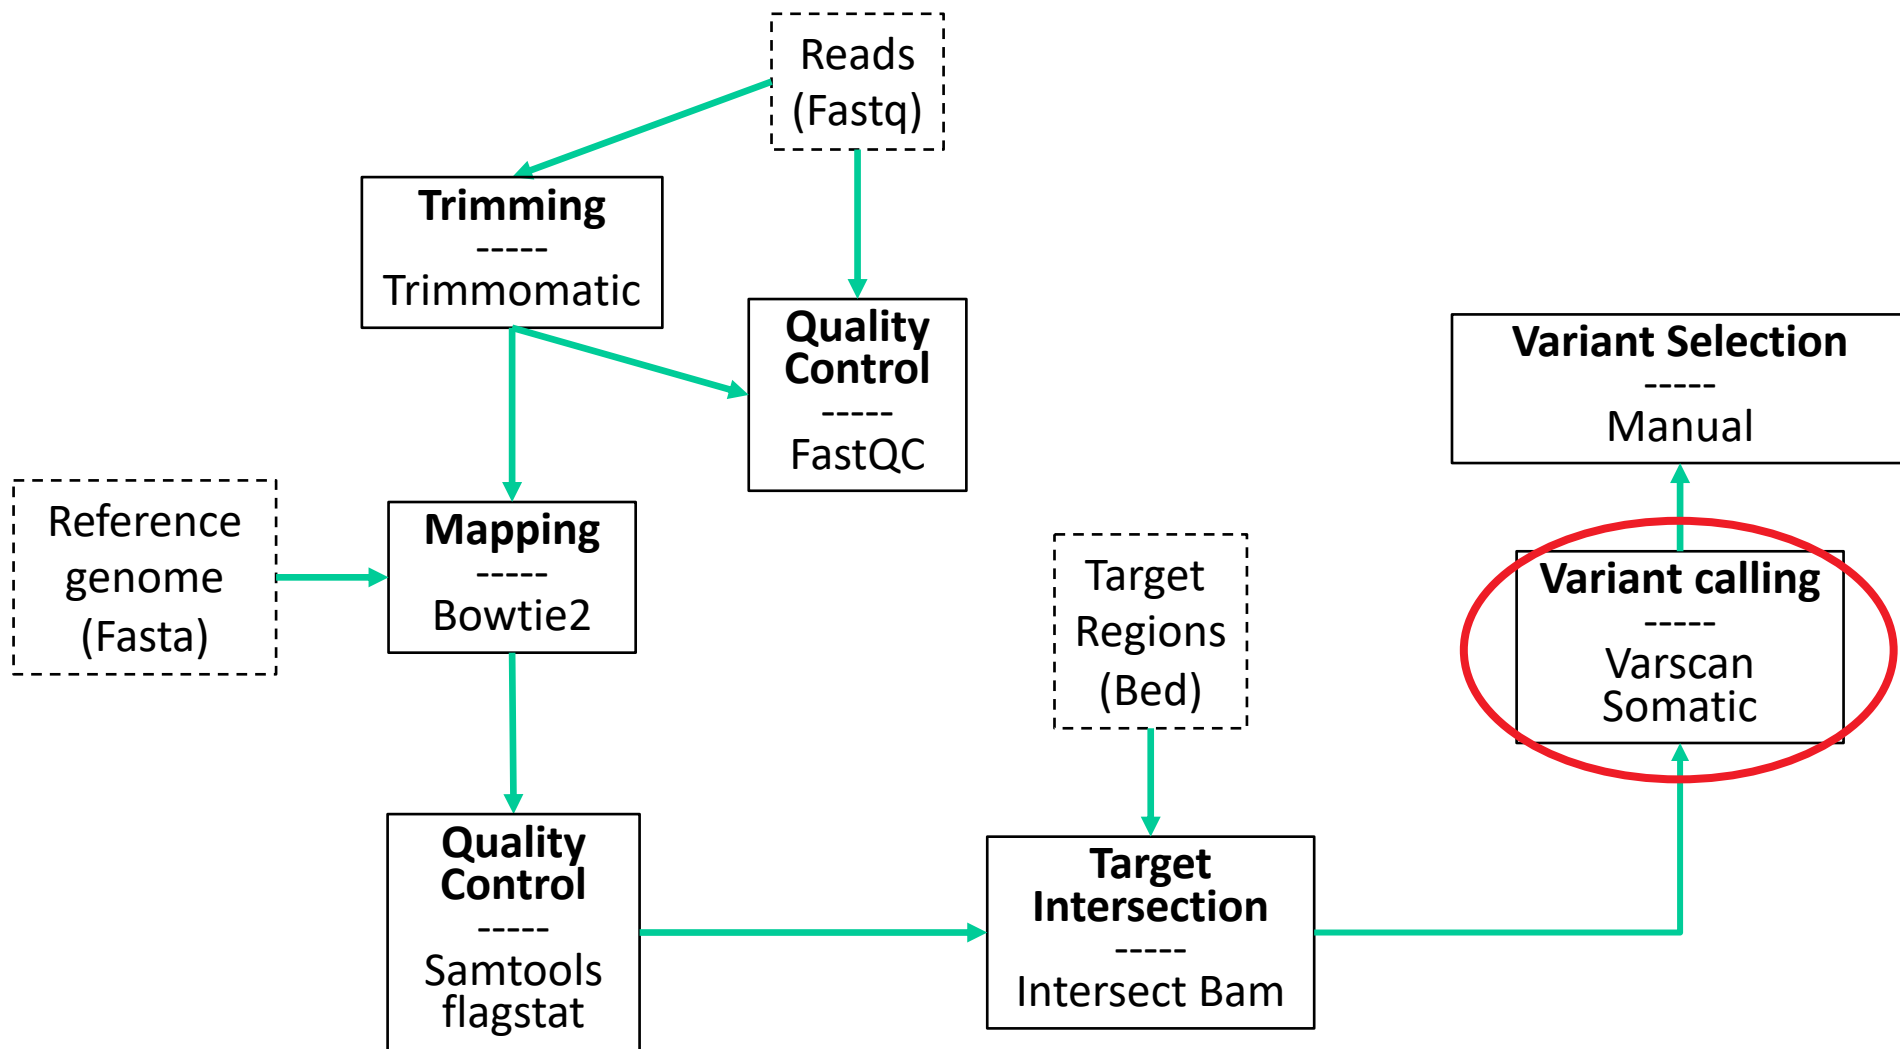 Reads
(Fastq)
Trimming
-----
Trimmomatic
Quality
Control
-----
FastQC
Variant Selection
-----
Manual
Reference
genome
(Fasta)
Mapping
-----
Bowtie2
Target
Regions
(Bed)
Variant calling
-----
Varscan
Somatic
Quality
Control
-----
Samtools
flagstat
Target
Intersection
-----
Intersect Bam